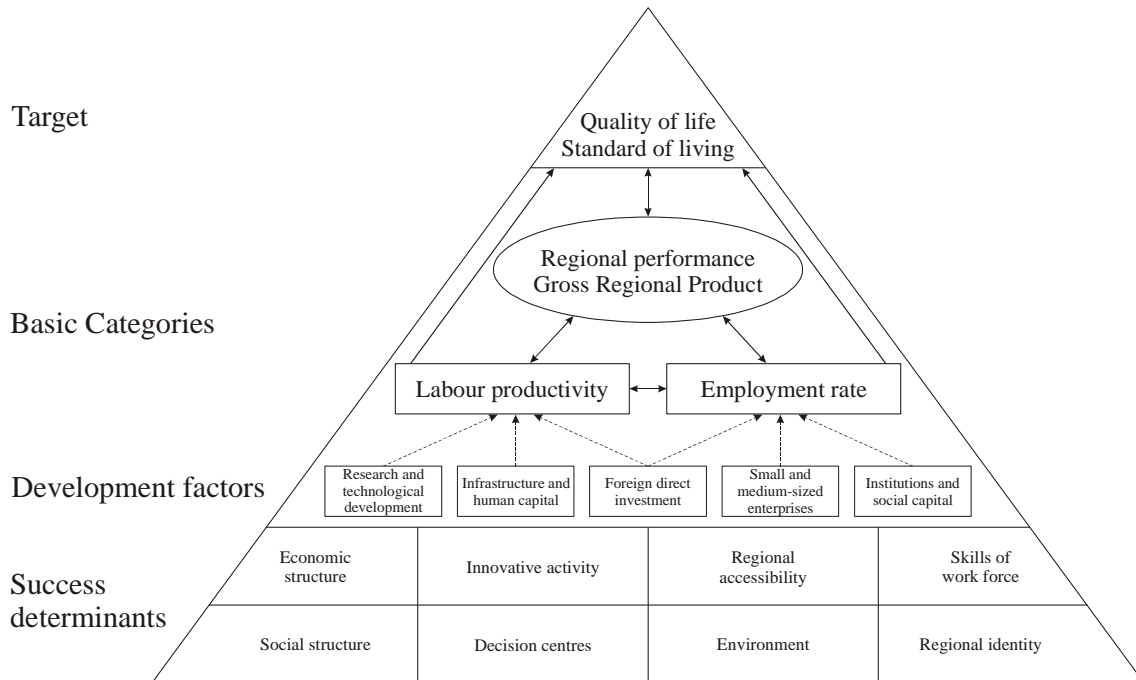 Target
Quality of life
Standard of living
Regional performance
Gross Regional Product
Basic Categories
Labour productivity
Employment rate
Development factors
Research and
technological
development
Infrastructure and
human capital
Foreign direct
investment
Small and
medium-sized
enterprises
Institutions and
social capital
Success
determinants
Economic
structure
Innovative activity
Regional
accessibility
Skills of
work force
Social structure
Decision centres
Environment
Regional identity